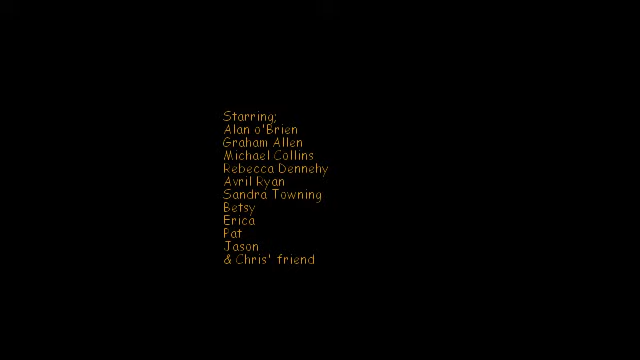 Starring;
Alan o'Brien
Graham Allen
Michael Collins
Rebecca Dennehy
Avril Ryan
Sandra Towning
Betsy
Erica
Pat
Jason
& Chris' friend